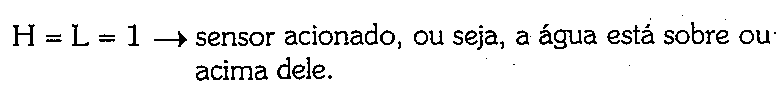 H = L = 1 → sensor acionado, ou seja, a água está sobre ou
acima dele.